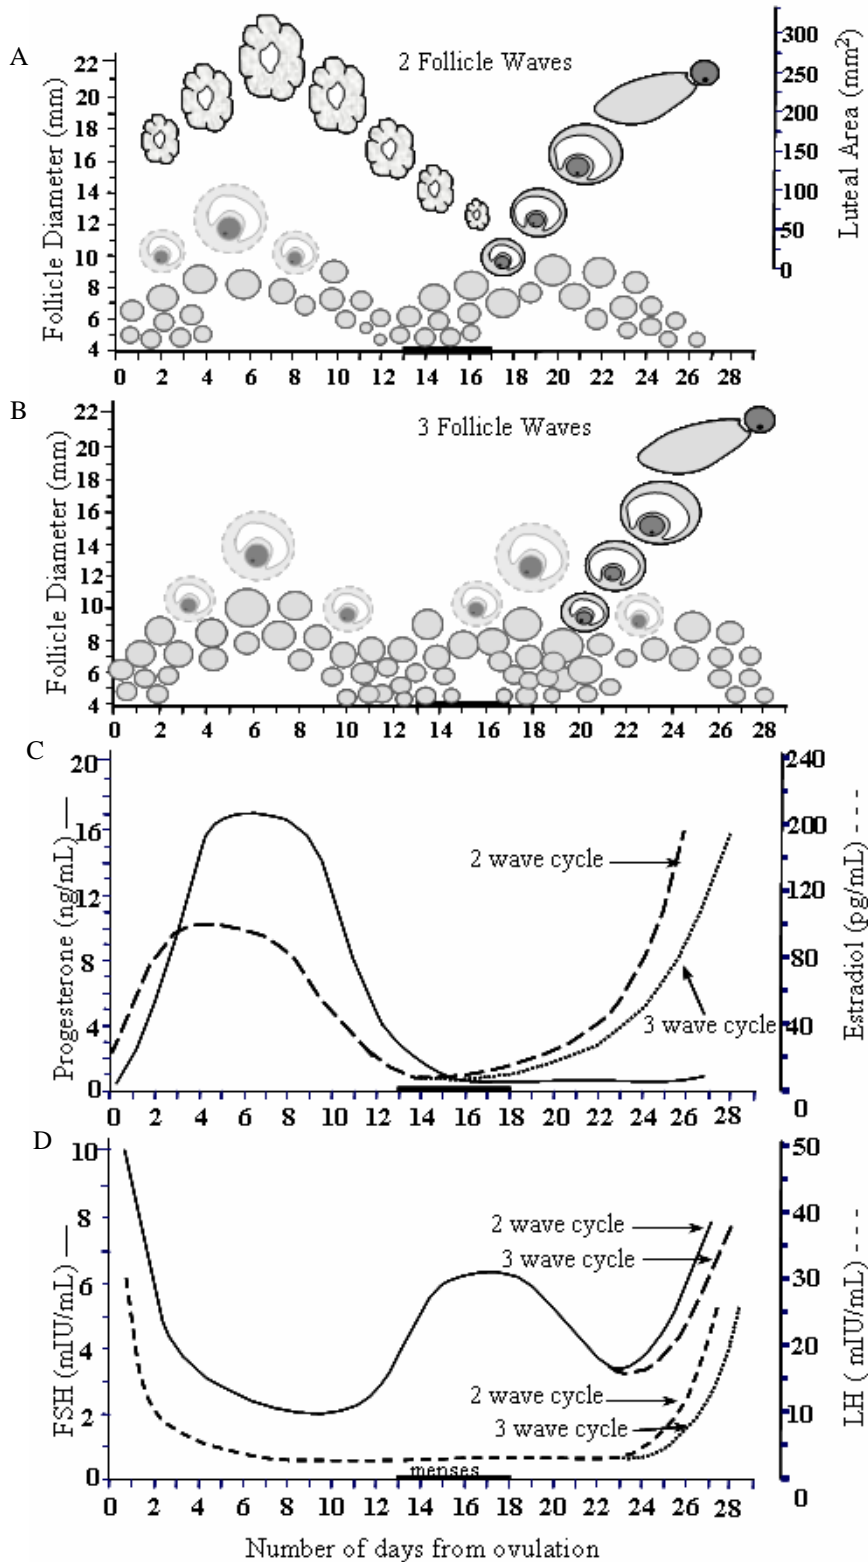 A
2 Follicle Waves
Follicle Diameter (mm)
22
20
18
16
14
12
10
8
6
4
300
250
200
150
100
50
0
Luteal Area (mm²)
0 2 4 6 8 10 12 14 16 18 20 22 24 26 28
B
3 Follicle Waves
Follicle Diameter (mm)
22
20
18
16
14
12
10
8
6
4
0 2 4 6 8 10 12 14 16 18 20 22 24 26 28
C
Progesterone (ng/mL) —
20
16
12
8
4
0
2 wave cycle
3 wave cycle
240
200
120
80
40
0
Estradiol (pg/mL) - - -
0 2 4 6 8 10 12 14 16 18 20 22 24 26 28
D
FSH (mIU/mL) —
10
8
6
4
2
0
2 wave cycle
3 wave cycle
2 wave cycle
3 wave cycle
menses
50
40
30
20
10
0
LH ( mIU/mL) - - -
0 2 4 6 8 10 12 14 16 18 20 22 24 26 28
Number of days from ovulation